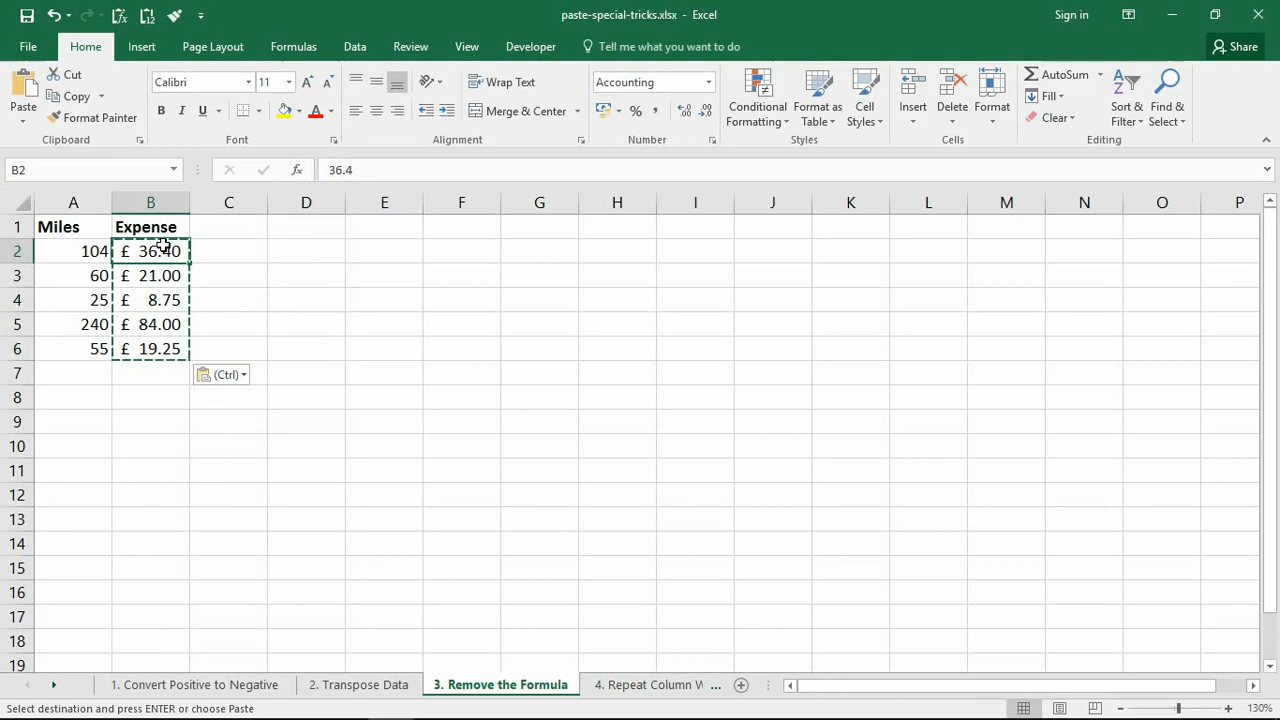 paste-special-tricks.xlsx - Excel
Sign in
File Home Insert Page Layout Formulas Data Review View Developer Tell me what you want to do Share
Paste
Cut
Copy
Format Painter
Clipboard
Calibri 11
B I U A
Font
Wrap Text
Merge & Center
Alignment
Accounting
%
Number
Conditional Formatting
Format as Table
Cell Styles
Styles
Insert
Delete
Format
Cells
AutoSum
Fill
Clear
Sort & Filter
Find & Select
Editing
B2 fx 36.4
A B C D E F G H I J K L M N O P
1 Miles Expense
2 104 £ 36.40
3 60 £ 21.00
4 25 £ 8.75
5 240 £ 84.00
6 55 £ 19.25
7 (Ctrl)
8
9
10
11
12
13
14
15
16
17
18
19
1. Convert Positive to Negative 2. Transpose Data 3. Remove the Formula 4. Repeat Column W ...
Select destination and press ENTER or choose Paste 130%